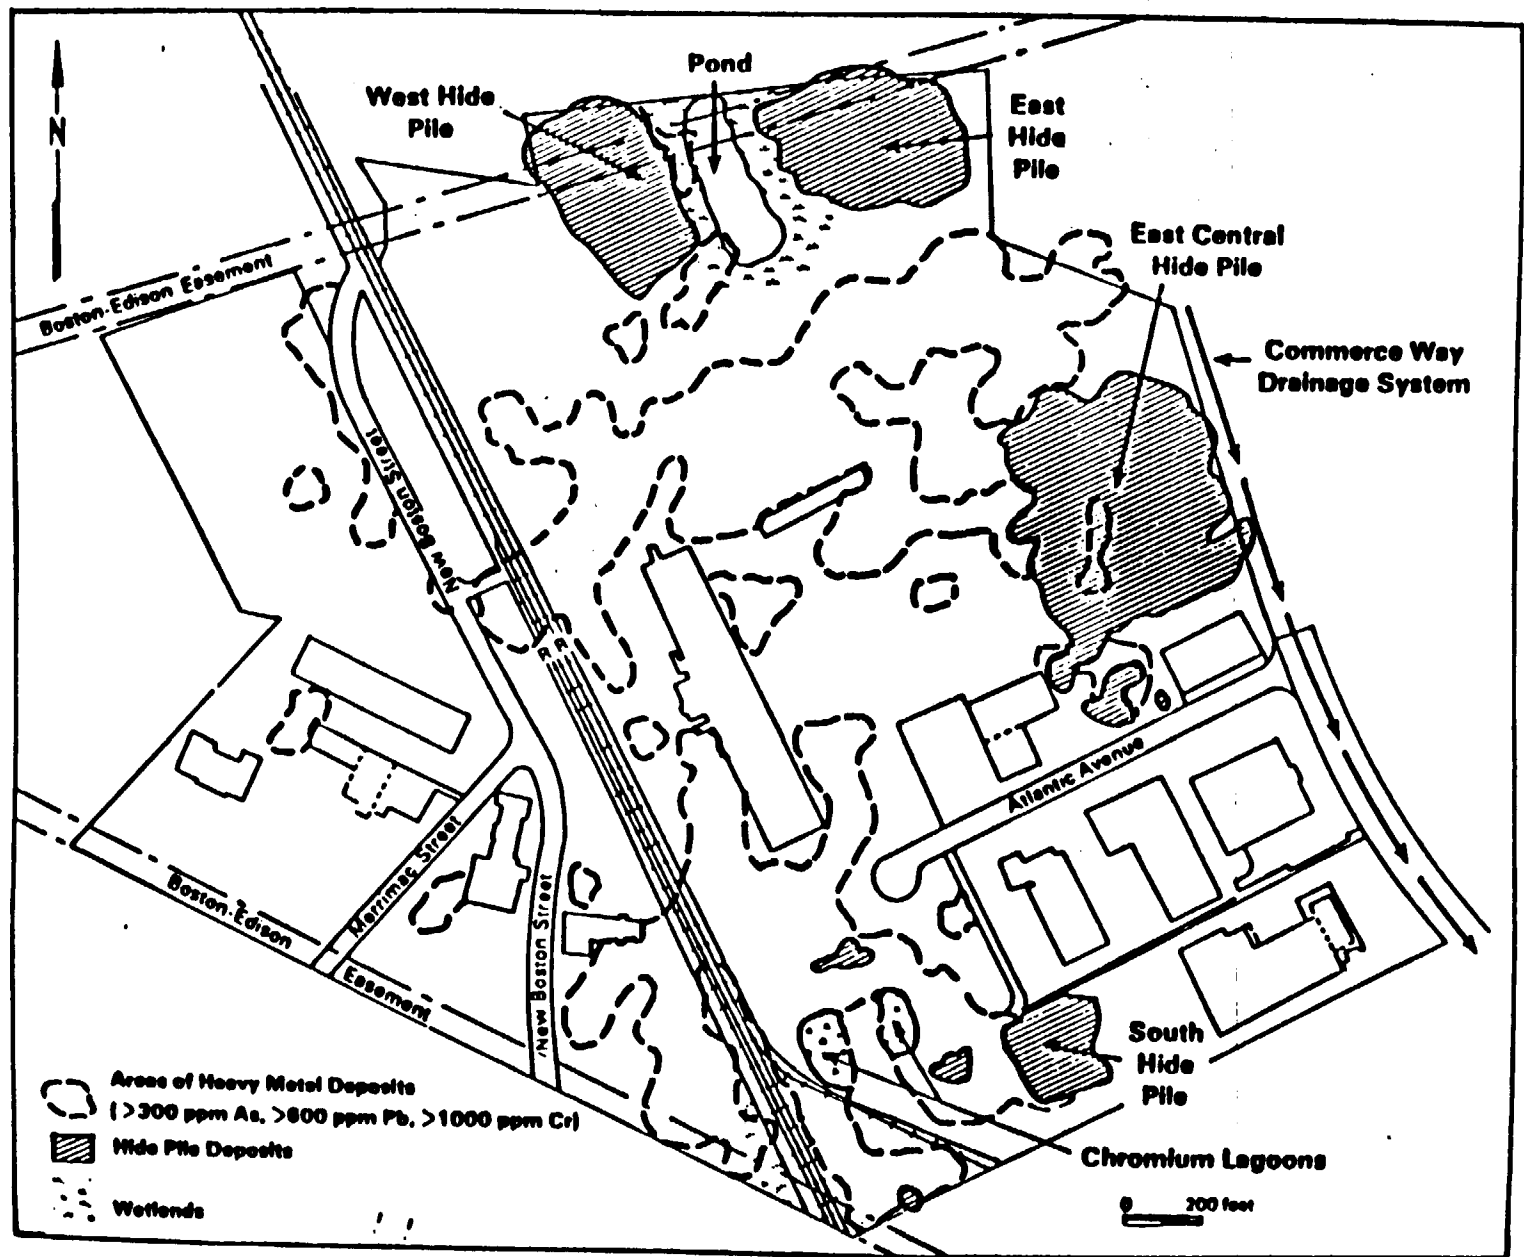 N
West Hide
Pile
Pond
East
Hide
Pile
East Central
Hide Pile
Boston-Edison Easement
Commerce Way
Drainage System
New Boston Street
R R
Atlantic Avenue
Merrimac Street
Boston-Edison
Easement
New Boston Street
South
Hide
Pile
Chromium Lagoons
Areas of Heavy Metal Deposits
(>300 ppm As, >600 ppm Pb, >1000 ppm Cr)
Hide Pile Deposits
Wetlands
0 200 feet